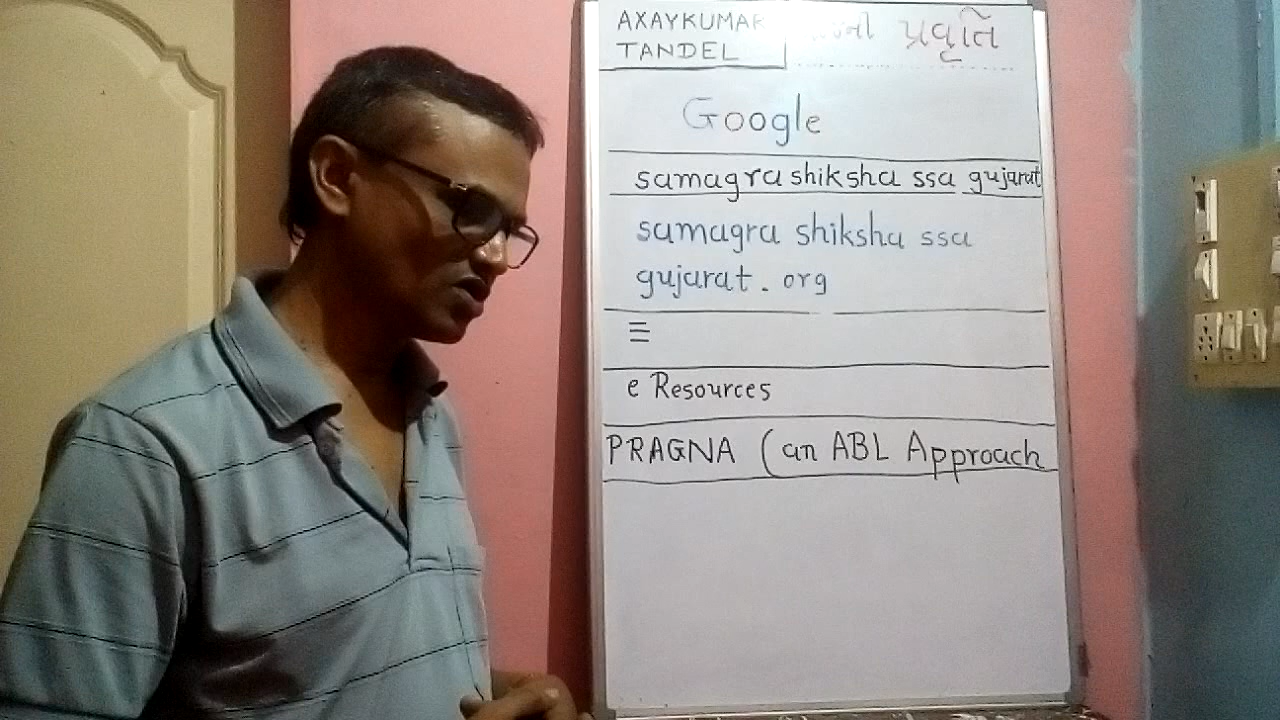 AXAYKUMAR પ્રવૃતિ
TANDEL
Google
samagra shiksha ssa gujarat
samagra shiksha ssa
gujarat.org
≡
e Resources
PRAGNA (an ABL Approach